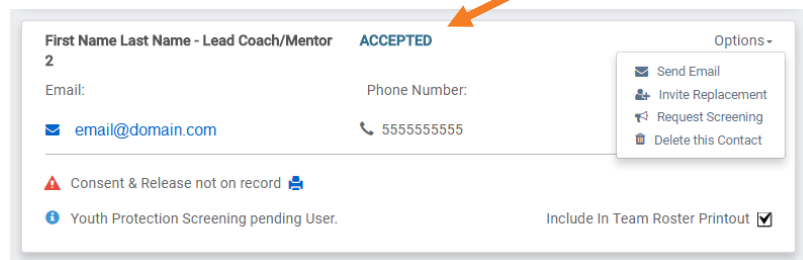 First Name Last Name - Lead Coach/Mentor 2
ACCEPTED
Options
Send Email
Invite Replacement
Request Screening
Delete this Contact
Email:
Phone Number:
email@domain.com
5555555555
Consent & Release not on record
Youth Protection Screening pending User.
Include In Team Roster Printout